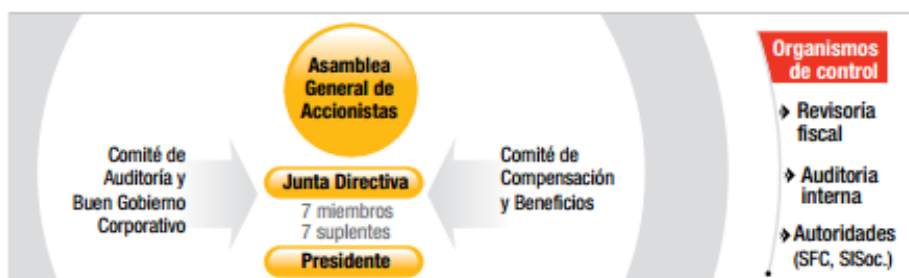 Asamblea
General de
Accionistas
Comité de
Auditoría y
Buen Gobierno
Corporativo
Junta Directiva
7 miembros
7 suplentes
Presidente
Comité de
Compensación
y Beneficios
Organismos
de control
Revisoría
fiscal
Auditoria
interna
Autoridades
(SFC, SISoc.)